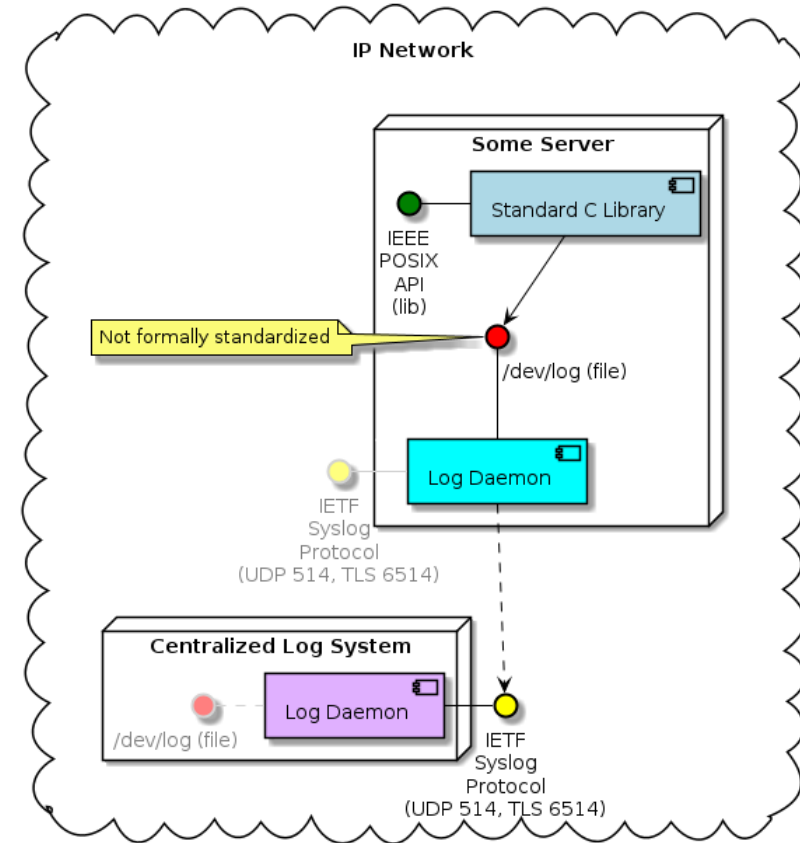 IP Network
Some Server
Standard C Library
IEEE
POSIX
API
(lib)
Not formally standardized
/dev/log (file)
Log Daemon
IETF
Syslog
Protocol
(UDP 514, TLS 6514)
Centralized Log System
Log Daemon
/dev/log (file)
IETF
Syslog
Protocol
(UDP 514, TLS 6514)